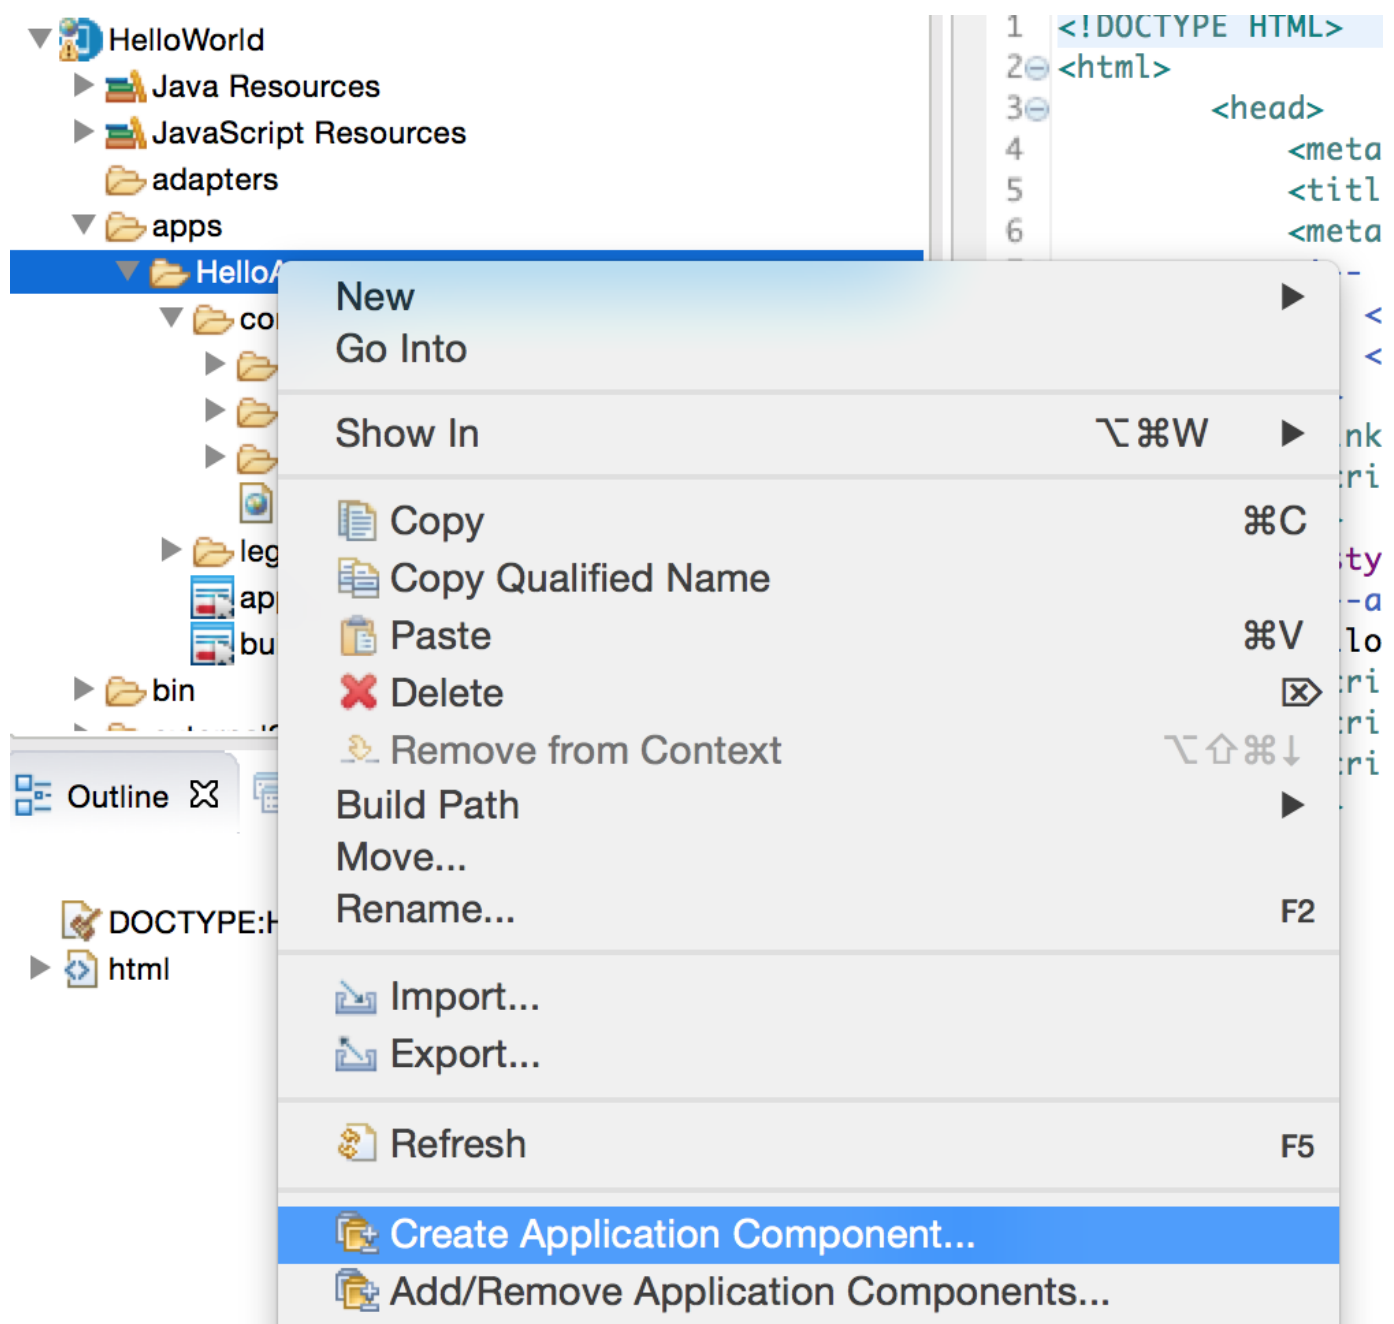 HelloWorld
Java Resources
JavaScript Resources
adapters
apps
HelloA
bin
Outline
DOCTYPE:H
html
1 <!DOCTYPE HTML>
2 <html>
3 <head>
4 <meta
5 <titl
6 <meta
New
Go Into
Show In ⌥⌘W
Copy ⌘C
Copy Qualified Name
Paste ⌘V
Delete ⌦
Remove from Context ⌥⇧⌘↓
Build Path
Move...
Rename... F2
Import...
Export...
Refresh F5
Create Application Component...
Add/Remove Application Components...